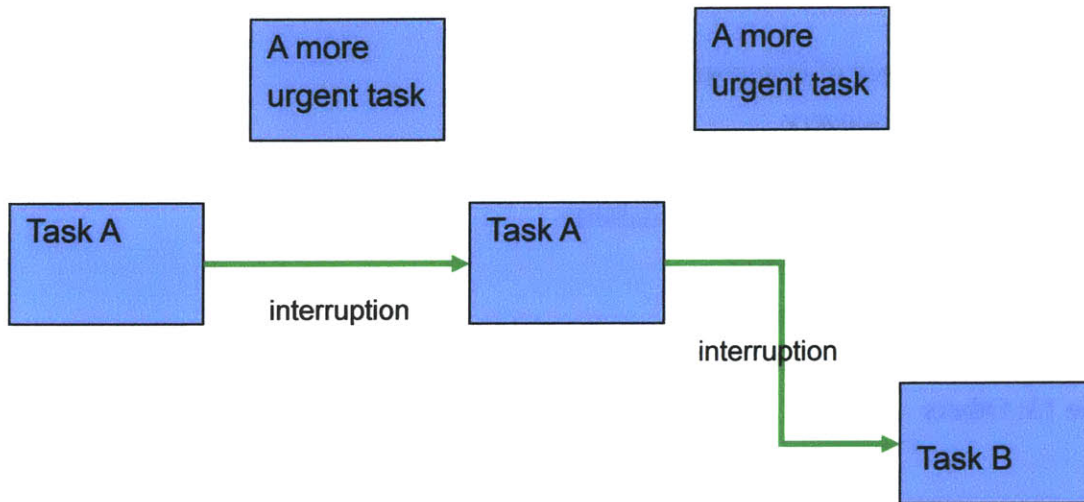 A more
urgent task
A more
urgent task
Task A
Task A
interruption
interruption
Task B